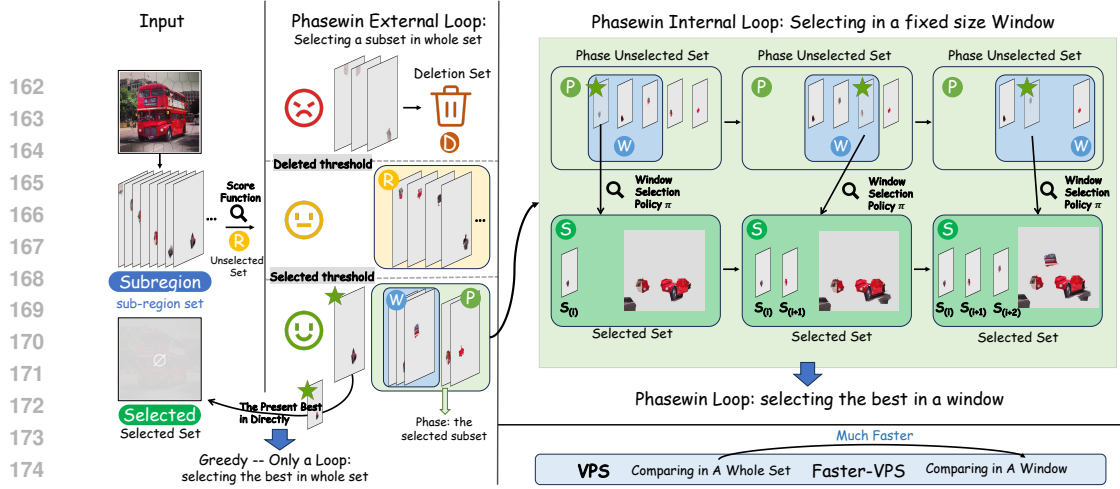 162
163
164
165
166
167
168
169
170
171
172
173
174
Input
...
Score
Function
R
Unselected
Set
Subregion
sub-region set
∅
Selected
Selected Set
Phasewin External Loop:
Selecting a subset in whole set
Deletion Set
D
Deleted threshold
R
...
Selected threshold
W
P
The Present Best
in Directly
Phase: the
selected subset
Greedy -- Only a Loop:
selecting the best in whole set
Phasewin Internal Loop: Selecting in a fixed size Window
Phase Unselected Set
P
W
Window
Selection
Policy π
S
S(i)
Selected Set
Phase Unselected Set
P
W
Window
Selection
Policy π
S
S(i) S(i+1)
Selected Set
Phase Unselected Set
P
W
Window
Selection
Policy π
S
S(i) S(i+1) S(i+2)
Selected Set
Phasewin Loop: selecting the best in a window
Much Faster
VPS Comparing in A Whole Set Faster-VPS Comparing in A Window